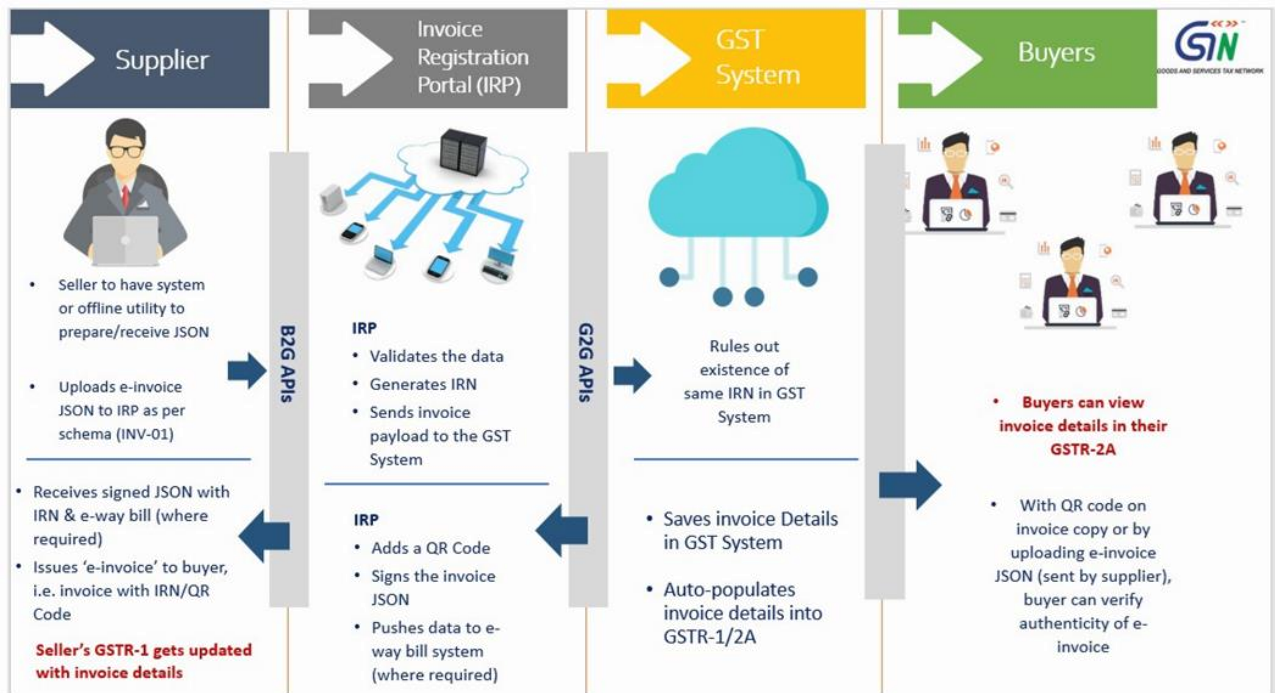 Supplier
Invoice
Registration
Portal (IRP)
GST
System
Buyers
GSTN
GOODS AND SERVICES TAX NETWORK
• Seller to have system
or offline utility to
prepare/receive JSON
• Uploads e-invoice
JSON to IRP as per
schema (INV-01)
• Receives signed JSON with
IRN & e-way bill (where
required)
• Issues ‘e-invoice’ to buyer,
i.e. invoice with IRN/QR
Code
Seller's GSTR-1 gets updated
with invoice details
B2G APIs
IRP
• Validates the data
• Generates IRN
• Sends invoice
payload to the GST
System
IRP
• Adds a QR Code
• Signs the invoice
JSON
• Pushes data to e-
way bill system
(where required)
G2G APIs
Rules out
existence of
same IRN in GST
System
• Saves invoice Details
in GST System
• Auto-populates
invoice details into
GSTR-1/2A
• Buyers can view
invoice details in their
GSTR-2A
• With QR code on
invoice copy or by
uploading e-invoice
JSON (sent by supplier),
buyer can verify
authenticity of e-
invoice